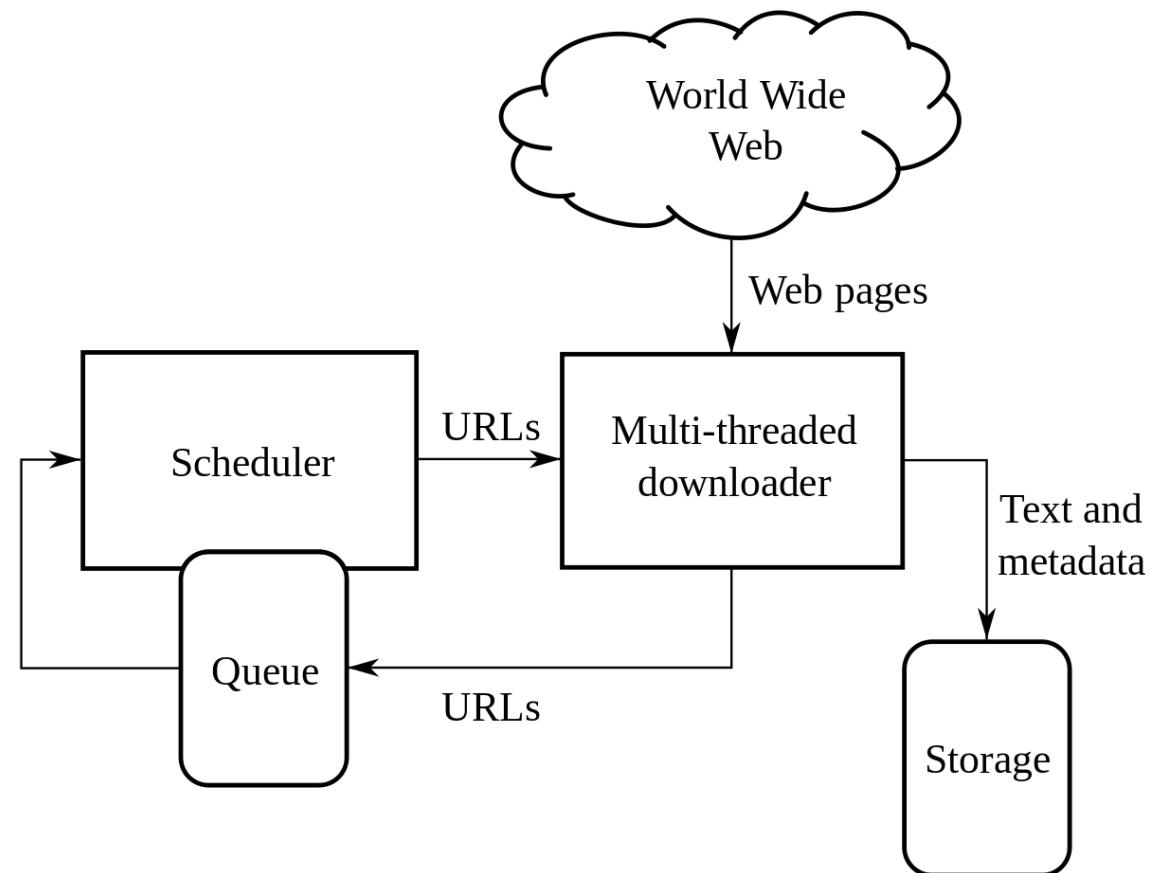 World Wide
Web
Web pages
Scheduler
URLs
Multi-threaded
downloader
Text and
metadata
Queue
URLs
Storage